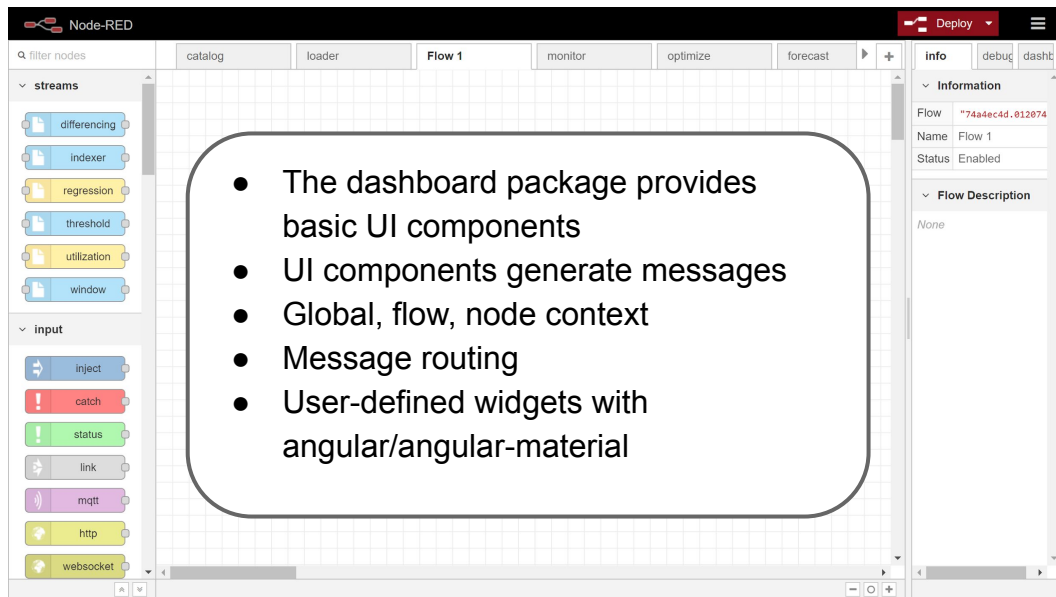 Node-RED
Deploy
filter nodes
catalog
loader
Flow 1
monitor
optimize
forecast
info
debug
dashb
streams
differencing
indexer
regression
threshold
utilization
window
input
inject
catch
status
link
mqtt
http
websocket
● The dashboard package provides
basic UI components
● UI components generate messages
● Global, flow, node context
● Message routing
● User-defined widgets with
angular/angular-material
Information
Flow "74a4ec4d.012074
Name Flow 1
Status Enabled
Flow Description
None